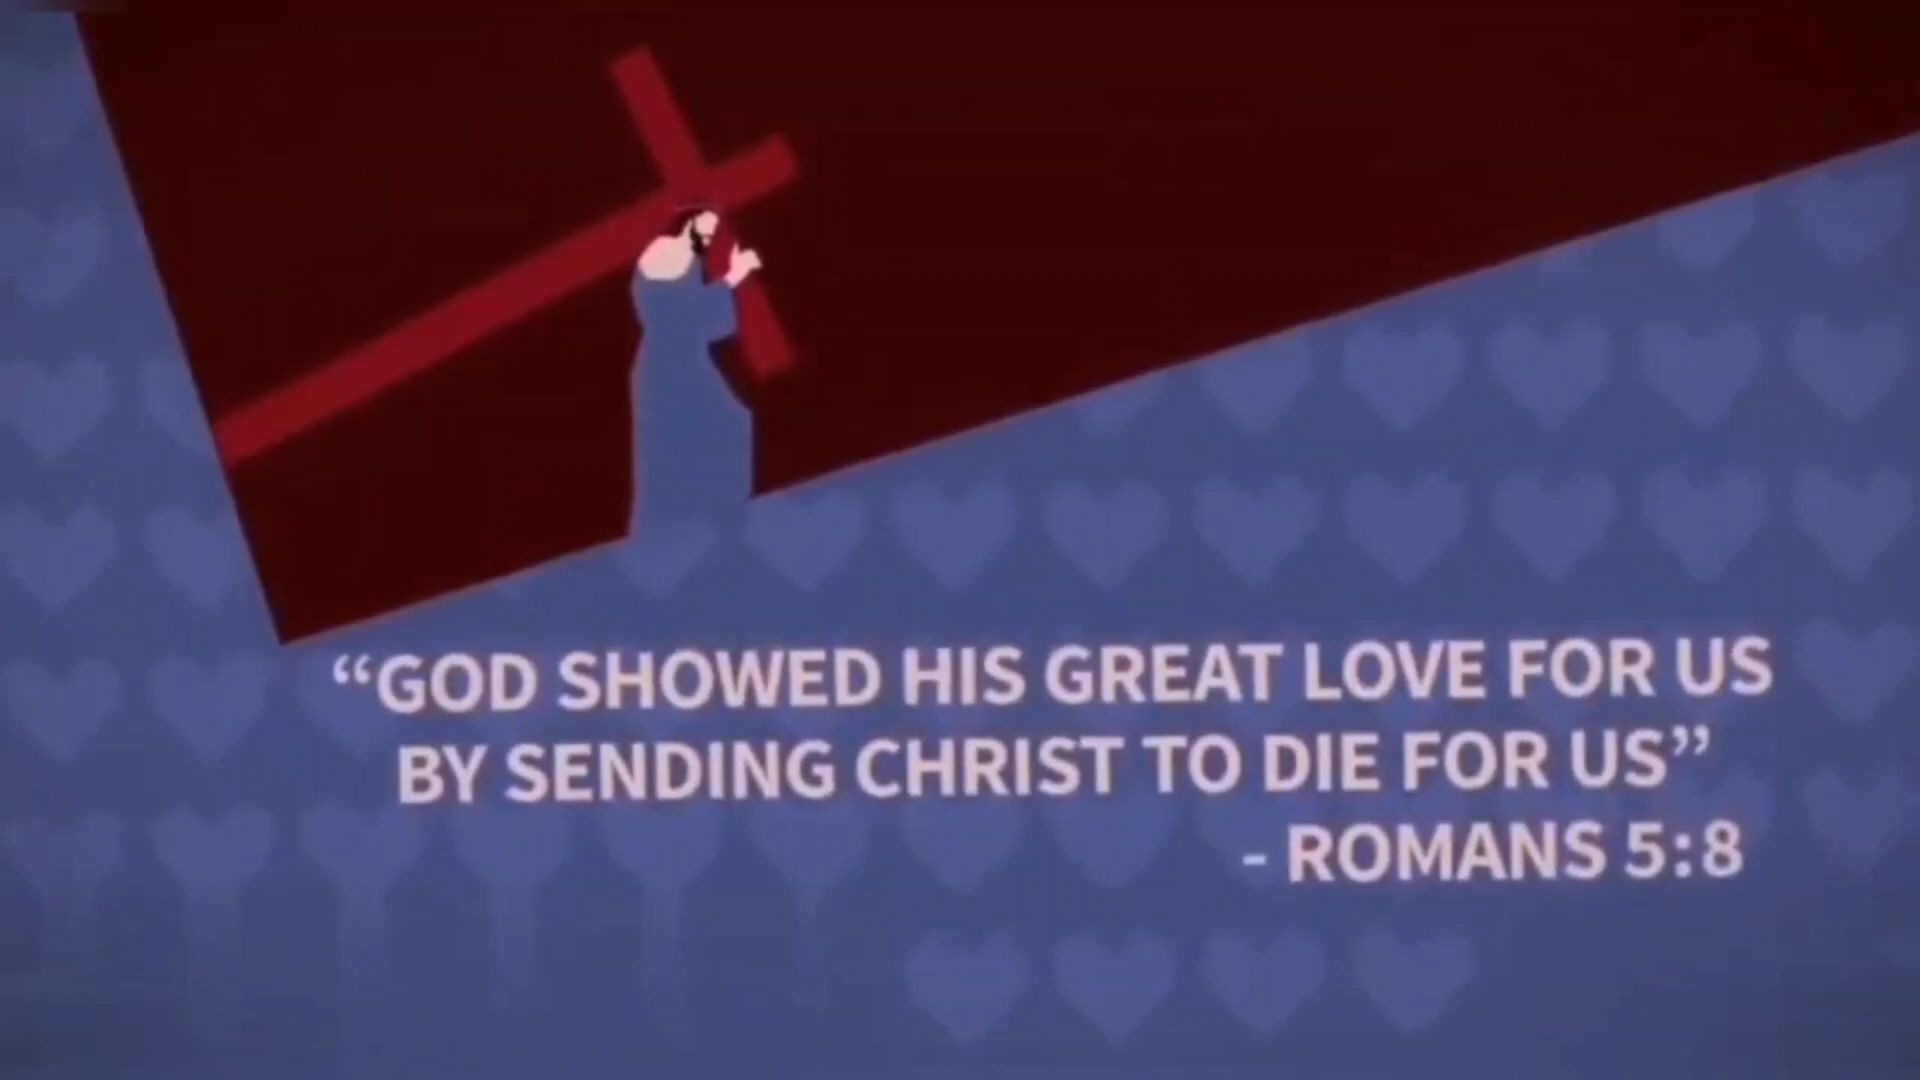 “GOD SHOWED HIS GREAT LOVE FOR US
BY SENDING CHRIST TO DIE FOR US”
- ROMANS 5:8